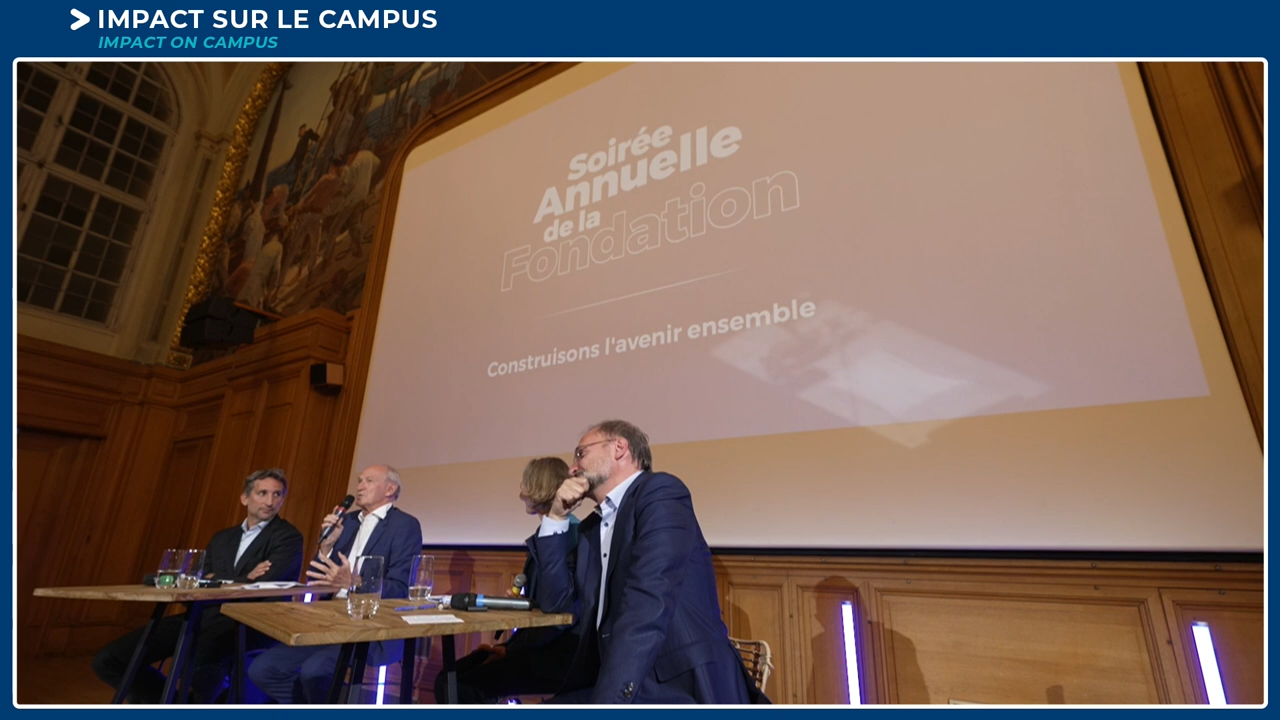 IMPACT SUR LE CAMPUS
IMPACT ON CAMPUS
Soirée
Annuelle
de la
Fondation
Construisons l'avenir ensemble